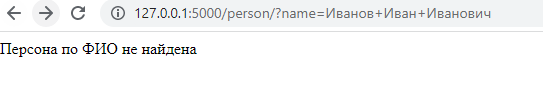 127.0.0.1:5000/person/?name=Иванов+Иван+Иванович
Персона по ФИО не найдена